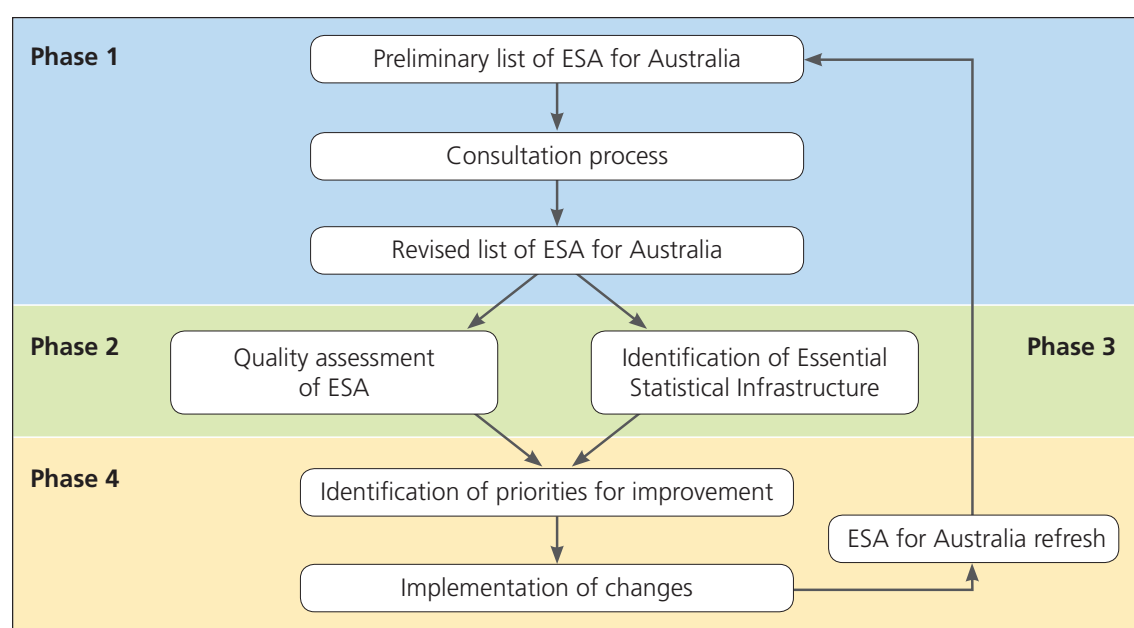 Phase 1
Preliminary list of ESA for Australia
Consultation process
Revised list of ESA for Australia
Phase 2
Quality assessment
of ESA
Identification of Essential
Statistical Infrastructure
Phase 3
Phase 4
Identification of priorities for improvement
ESA for Australia refresh
Implementation of changes